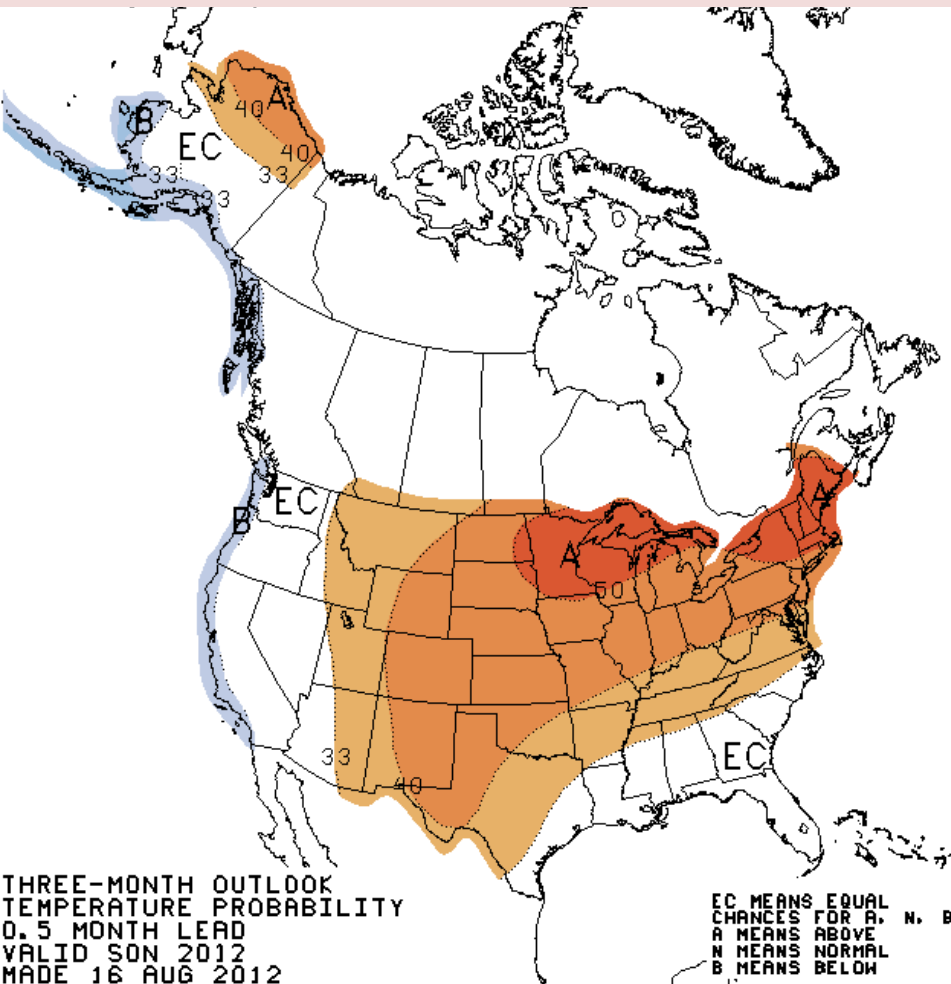 A
40
B
EC
40
33
33
33
EC
A
B
A
50
EC
33
40
THREE-MONTH OUTLOOK
TEMPERATURE PROBABILITY
0.5 MONTH LEAD
VALID SON 2012
MADE 16 AUG 2012
EC MEANS EQUAL
CHANCES FOR A, N, B
A MEANS ABOVE
N MEANS NORMAL
B MEANS BELOW